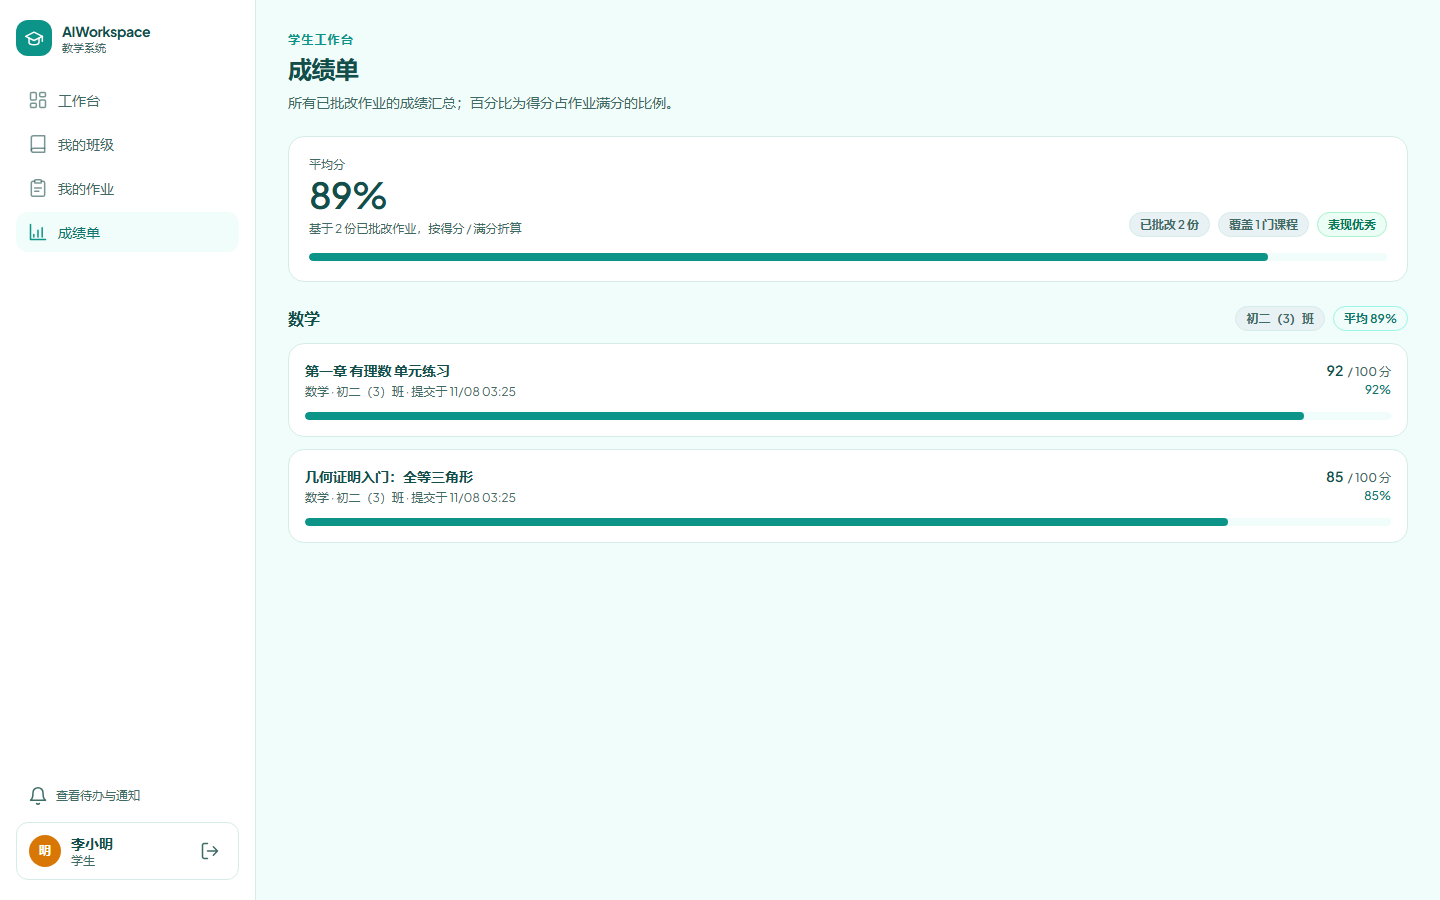 AIWorkspace
教学系统
工作台
我的班级
我的作业
成绩单
查看待办与通知
明
李小明
学生
学生工作台
成绩单
所有已批改作业的成绩汇总；百分比为得分占作业满分的比例。
平均分
89%
基于 2 份已批改作业，按得分 / 满分折算
已批改 2 份
覆盖 1 门课程
表现优秀
数学
初二（3）班
平均 89%
第一章 有理数 单元练习
92 / 100 分
数学 · 初二（3）班 · 提交于 11/08 03:25
92%
几何证明入门：全等三角形
85 / 100 分
数学 · 初二（3）班 · 提交于 11/08 03:25
85%